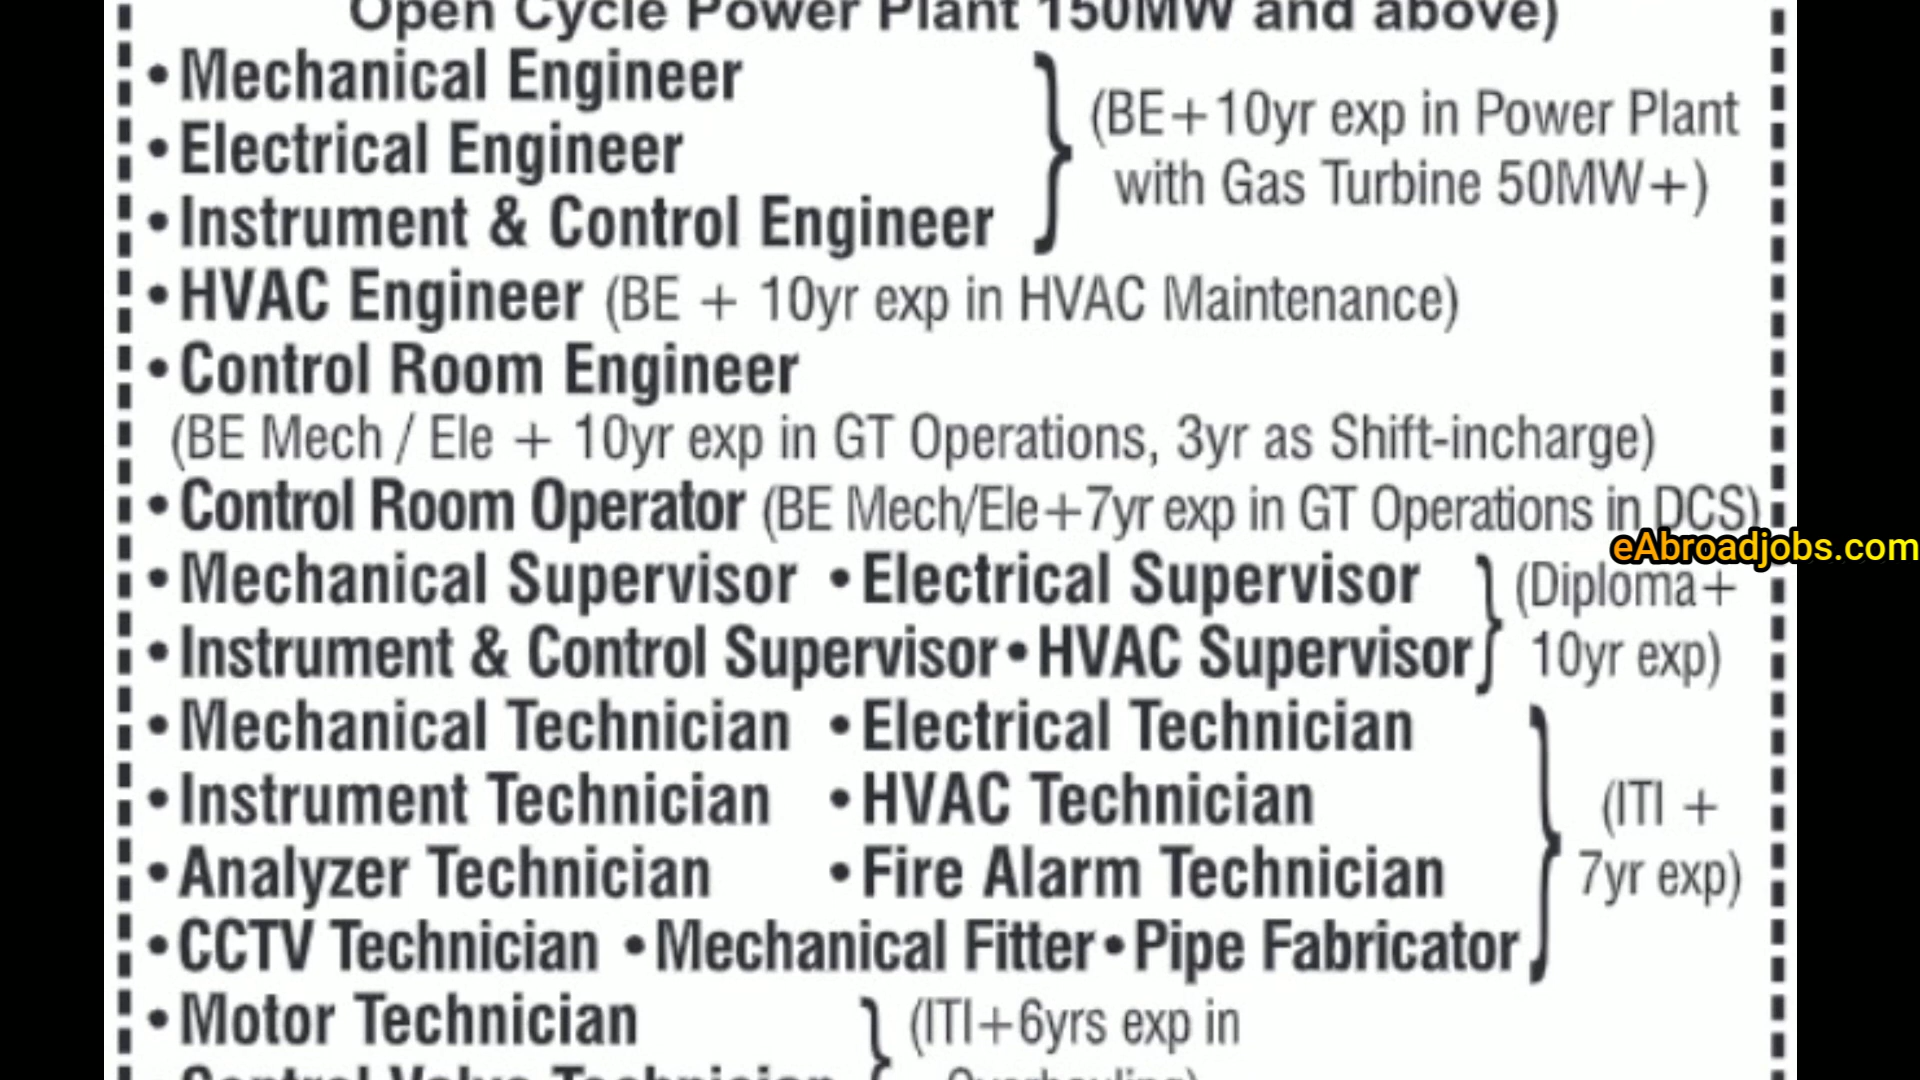 Open Cycle Power Plant 150MW and above)
• Mechanical Engineer
• Electrical Engineer
• Instrument & Control Engineer
(BE+10yr exp in Power Plant
with Gas Turbine 50MW+)
• HVAC Engineer (BE + 10yr exp in HVAC Maintenance)
• Control Room Engineer
(BE Mech / Ele + 10yr exp in GT Operations, 3yr as Shift-incharge)
• Control Room Operator (BE Mech/Ele+7yr exp in GT Operations in DCS)
eAbroadjobs.com
• Mechanical Supervisor • Electrical Supervisor
• Instrument & Control Supervisor • HVAC Supervisor
(Diploma+
10yr exp)
• Mechanical Technician • Electrical Technician
• Instrument Technician • HVAC Technician
• Analyzer Technician • Fire Alarm Technician
• CCTV Technician • Mechanical Fitter • Pipe Fabricator
(ITI +
7yr exp)
• Motor Technician
• Control Valve Technician
(ITI+6yrs exp in
Overhauling)